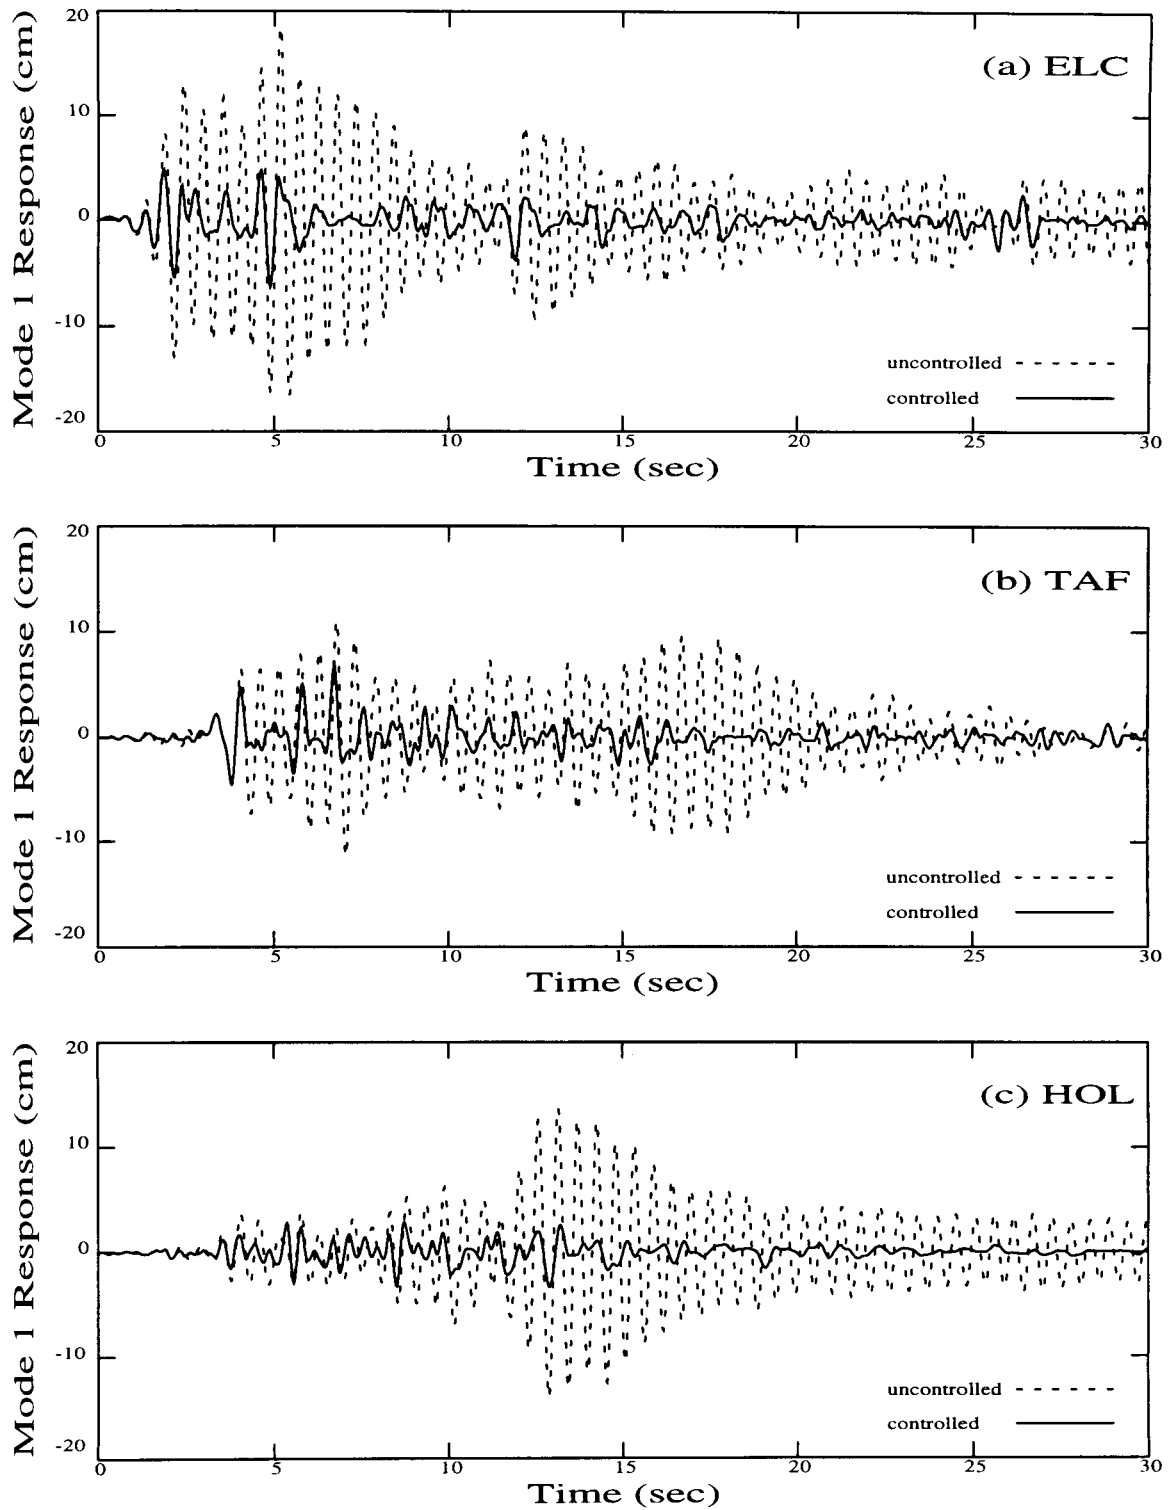 20
(a) ELC
10
0
-10
-20
Mode 1 Response (cm)
uncontrolled
controlled
0 5 10 15 20 25 30
Time (sec)
20
(b) TAF
10
0
-10
-20
Mode 1 Response (cm)
uncontrolled
controlled
0 5 10 15 20 25 30
Time (sec)
20
(c) HOL
10
0
-10
-20
Mode 1 Response (cm)
uncontrolled
controlled
0 5 10 15 20 25 30
Time (sec)